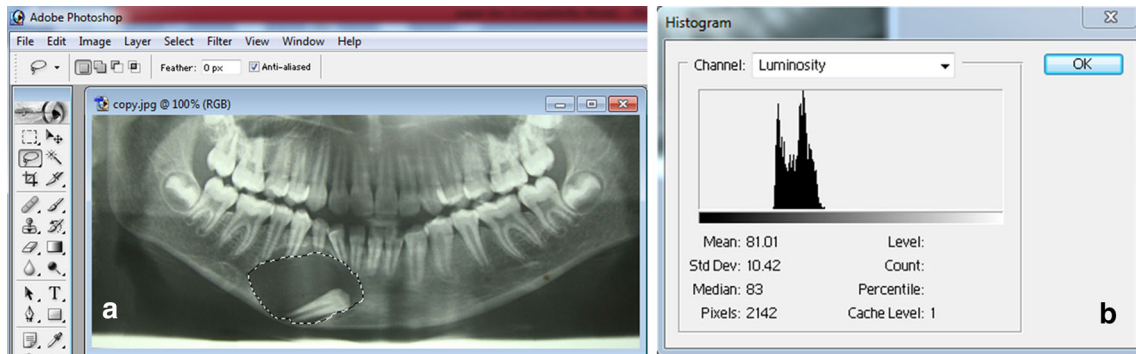 Adobe Photoshop
File Edit Image Layer Select Filter View Window Help
Feather: 0 px Anti-aliased
copy.jpg @ 100% (RGB)
T
a
Histogram
OK
Channel: Luminosity
Mean: 81.01 Level:
Std Dev: 10.42 Count:
Median: 83 Percentile:
Pixels: 2142 Cache Level: 1
b